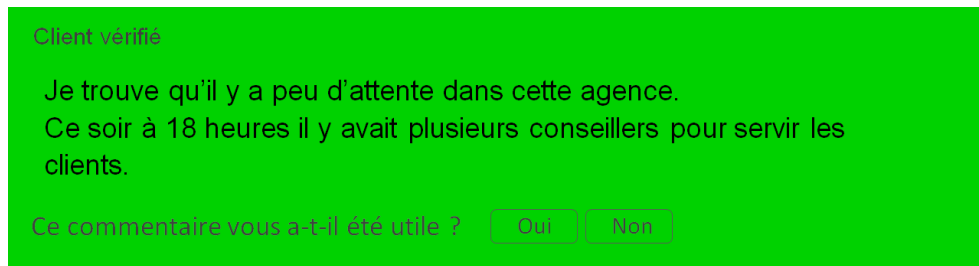 Client vérifié
Je trouve qu'il y a peu d'attente dans cette agence.
Ce soir à 18 heures il y avait plusieurs conseillers pour servir les
clients.
Ce commentaire vous a-t-il été utile ? Oui Non